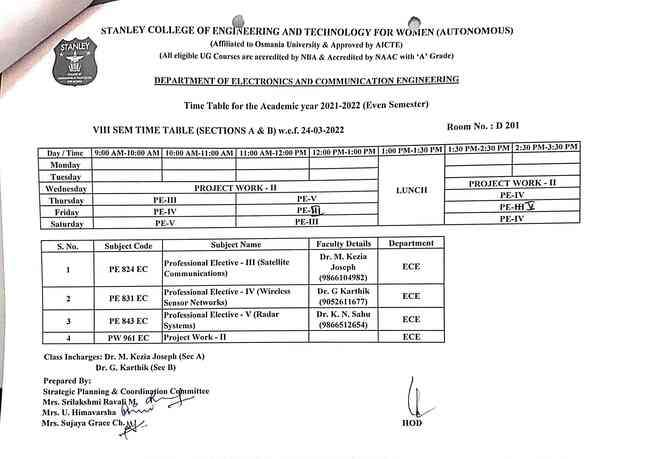 STANLEY COLLEGE OF ENGINEERING AND TECHNOLOGY FOR WOMEN (AUTONOMOUS)
(Affiliated to Osmania University & Approved by AICTE)
(All eligible UG Courses are accredited by NBA & Accredited by NAAC with 'A' Grade)
STANLEY
DEPARTMENT OF ELECTRONICS AND COMMUNICATION ENGINEERING
Time Table for the Academic year 2021-2022 (Even Semester)
VIII SEM TIME TABLE (SECTIONS A & B) w.e.f. 24-03-2022 Room No. : D 201
Day / Time 9:00 AM-10:00 AM 10:00 AM-11:00 AM 11:00 AM-12:00 PM 12:00 PM-1:00 PM 1:00 PM-1:30 PM 1:30 PM-2:30 PM 2:30 PM-3:30 PM
Monday
Tuesday
Wednesday PROJECT WORK - II LUNCH PROJECT WORK - II
Thursday PE-III PE-V PE-IV
Friday PE-IV PE-III PE-III V
Saturday PE-V PE-III PE-IV
S. No. Subject Code Subject Name Faculty Details Department
1 PE 824 EC Professional Elective - III (Satellite Communications) Dr. M. Kezia Joseph (9866104982) ECE
2 PE 831 EC Professional Elective - IV (Wireless Sensor Networks) Dr. G Karthik (9052611677) ECE
3 PE 843 EC Professional Elective - V (Radar Systems) Dr. K. N. Sahu (9866512654) ECE
4 PW 961 EC Project Work - II ECE
Class Incharges: Dr. M. Kezia Joseph (Sec A)
Dr. G. Karthik (Sec B)
Prepared By:
Strategic Planning & Coordination Committee
Mrs. Srilakshmi Ravali M.
Mrs. U. Himavarsha
Mrs. Sujaya Grace Ch.
HOD